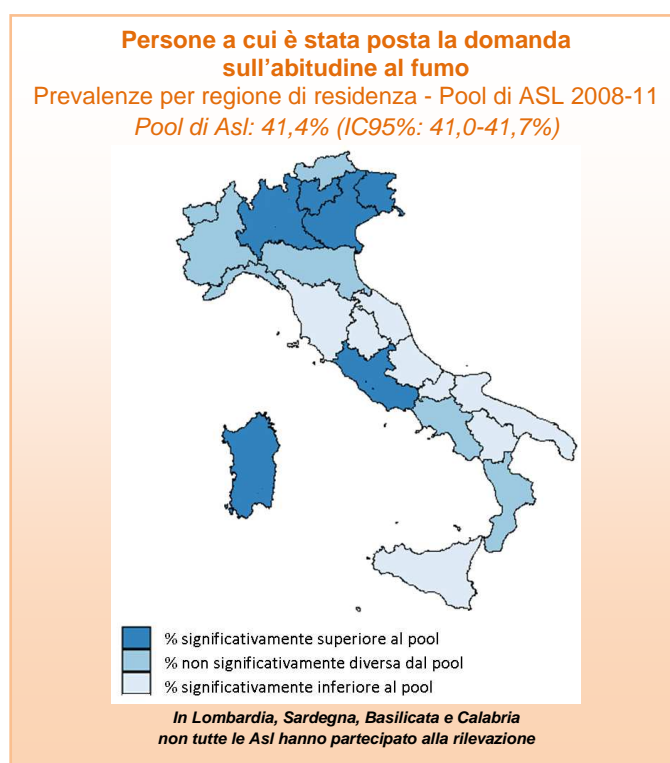 Persone a cui è stata posta la domanda
sull'abitudine al fumo
Prevalenze per regione di residenza - Pool di ASL 2008-11
Pool di Asl: 41,4% (IC95%: 41,0-41,7%)
% significativamente superiore al pool
% non significativamente diversa dal pool
% significativamente inferiore al pool
In Lombardia, Sardegna, Basilicata e Calabria
non tutte le Asl hanno partecipato alla rilevazione